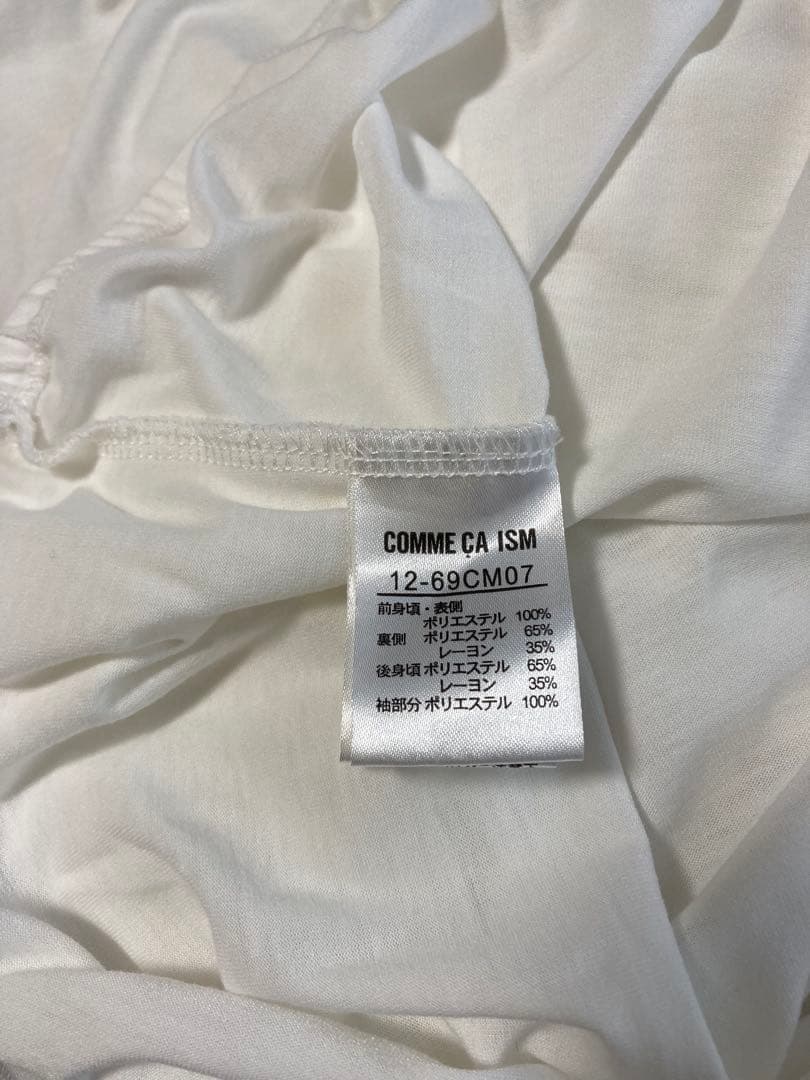 COMME ÇA ISM
12-69CM07
前身頃・表側
ポリエステル 100%
裏側 ポリエステル 65%
レーヨン 35%
後身頃 ポリエステル 65%
レーヨン 35%
袖部分 ポリエステル 100%